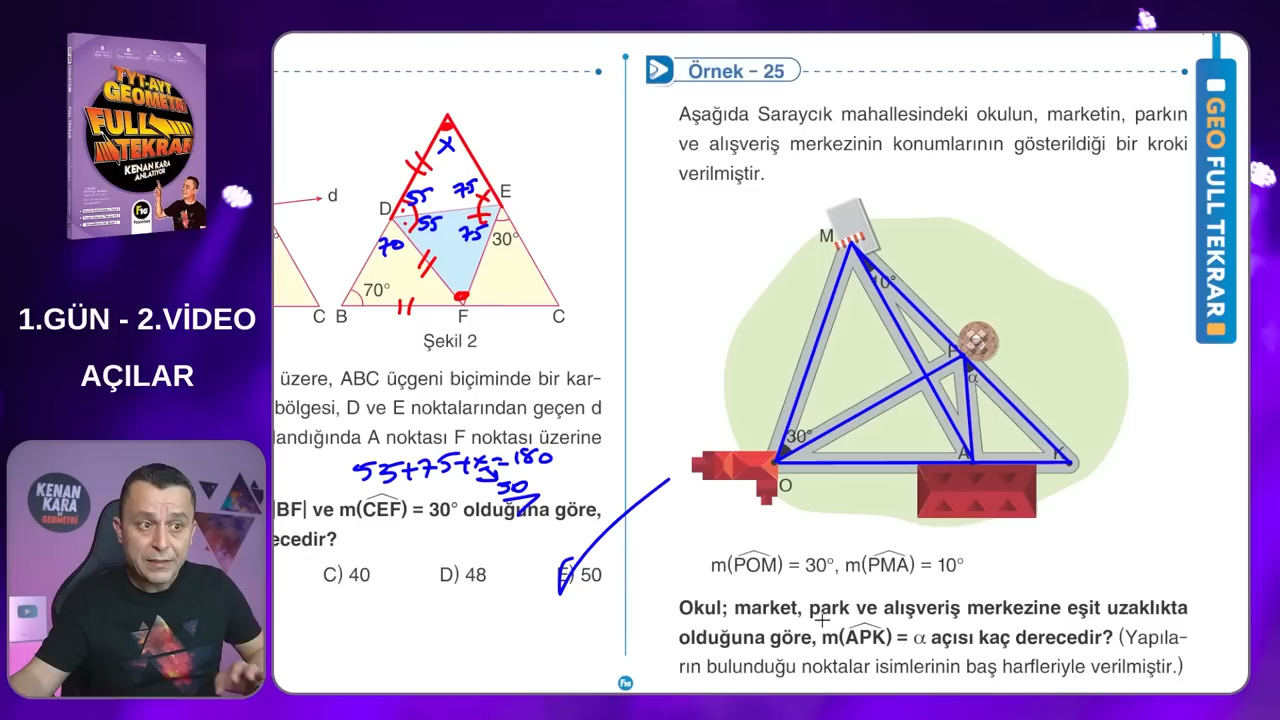 TYT-AYT
GEOMETRİ
FULL
TEKRAR
KENAN KARA
ANLATIYOR
1.GÜN - 2.VİDEO
AÇILAR
KENAN
KARA
GEOMETRİ
d
C
x
D
E
55
75
55
75
70
30°
70°
B
F
C
Şekil 2
üzere, ABC üçgeni biçiminde bir kar-
bölgesi, D ve E noktalarından geçen d
landığında A noktası F noktası üzerine
55+75+x=180
50
|BF| ve m(CEF) = 30° olduğuna göre,
ecedir?
C) 40 D) 48 E) 50
Örnek - 25
Aşağıda Saraycık mahallesindeki okulun, marketin, parkın
ve alışveriş merkezinin konumlarının gösterildiği bir kroki
verilmiştir.
M
10°
P
α
30°
A
K
O
m(POM) = 30°, m(PMA) = 10°
Okul; market, park ve alışveriş merkezine eşit uzaklıkta
olduğuna göre, m(APK) = α açısı kaç derecedir? (Yapıla-
rın bulunduğu noktalar isimlerinin baş harfleriyle verilmiştir.)
GEO FULL TEKRAR